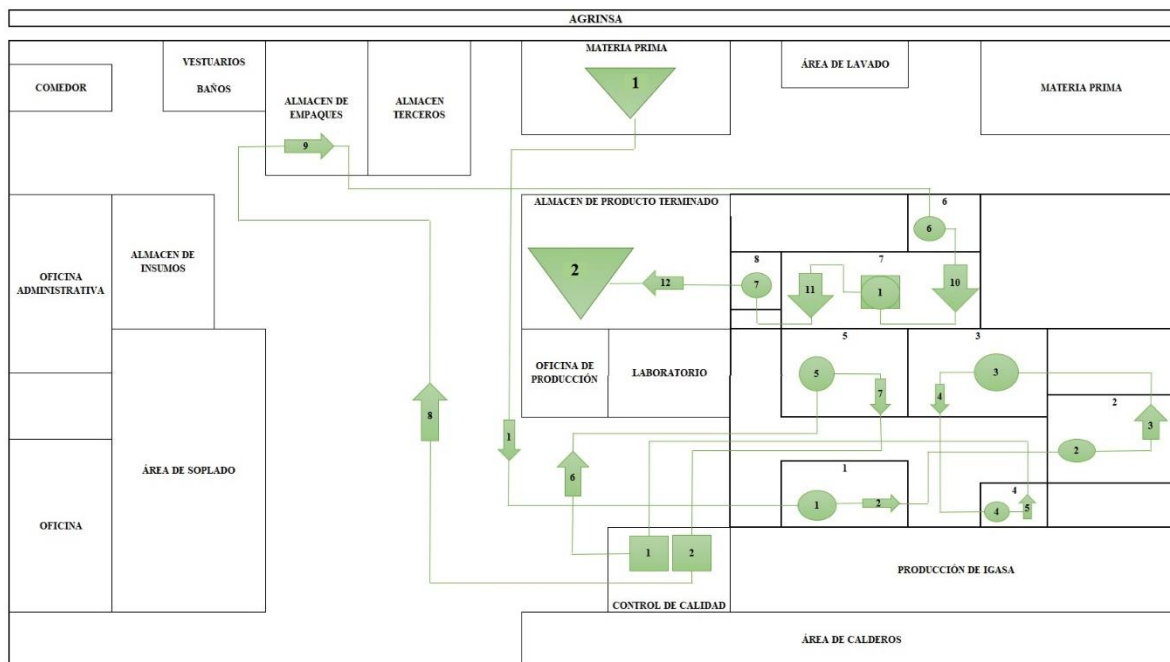 AGRINSA
COMEDOR
VESTUARIOS
BAÑOS
ALMACEN DE
EMPAQUES
9
ALMACEN
TERCEROS
MATERIA PRIMA
1
ÁREA DE LAVADO
MATERIA PRIMA
OFICINA
ADMINISTRATIVA
ALMACEN DE
INSUMOS
ALMACEN DE PRODUCTO TERMINADO
2
12
8
7
7
11
1
10
6
6
OFICINA DE
PRODUCCIÓN
LABORATORIO
5
5
7
3
4
3
2
3
2
ÁREA DE SOPLADO
8
1
6
1
1
2
4
4
5
OFICINA
1
2
CONTROL DE CALIDAD
PRODUCCIÓN DE IGASA
ÁREA DE CALDEROS